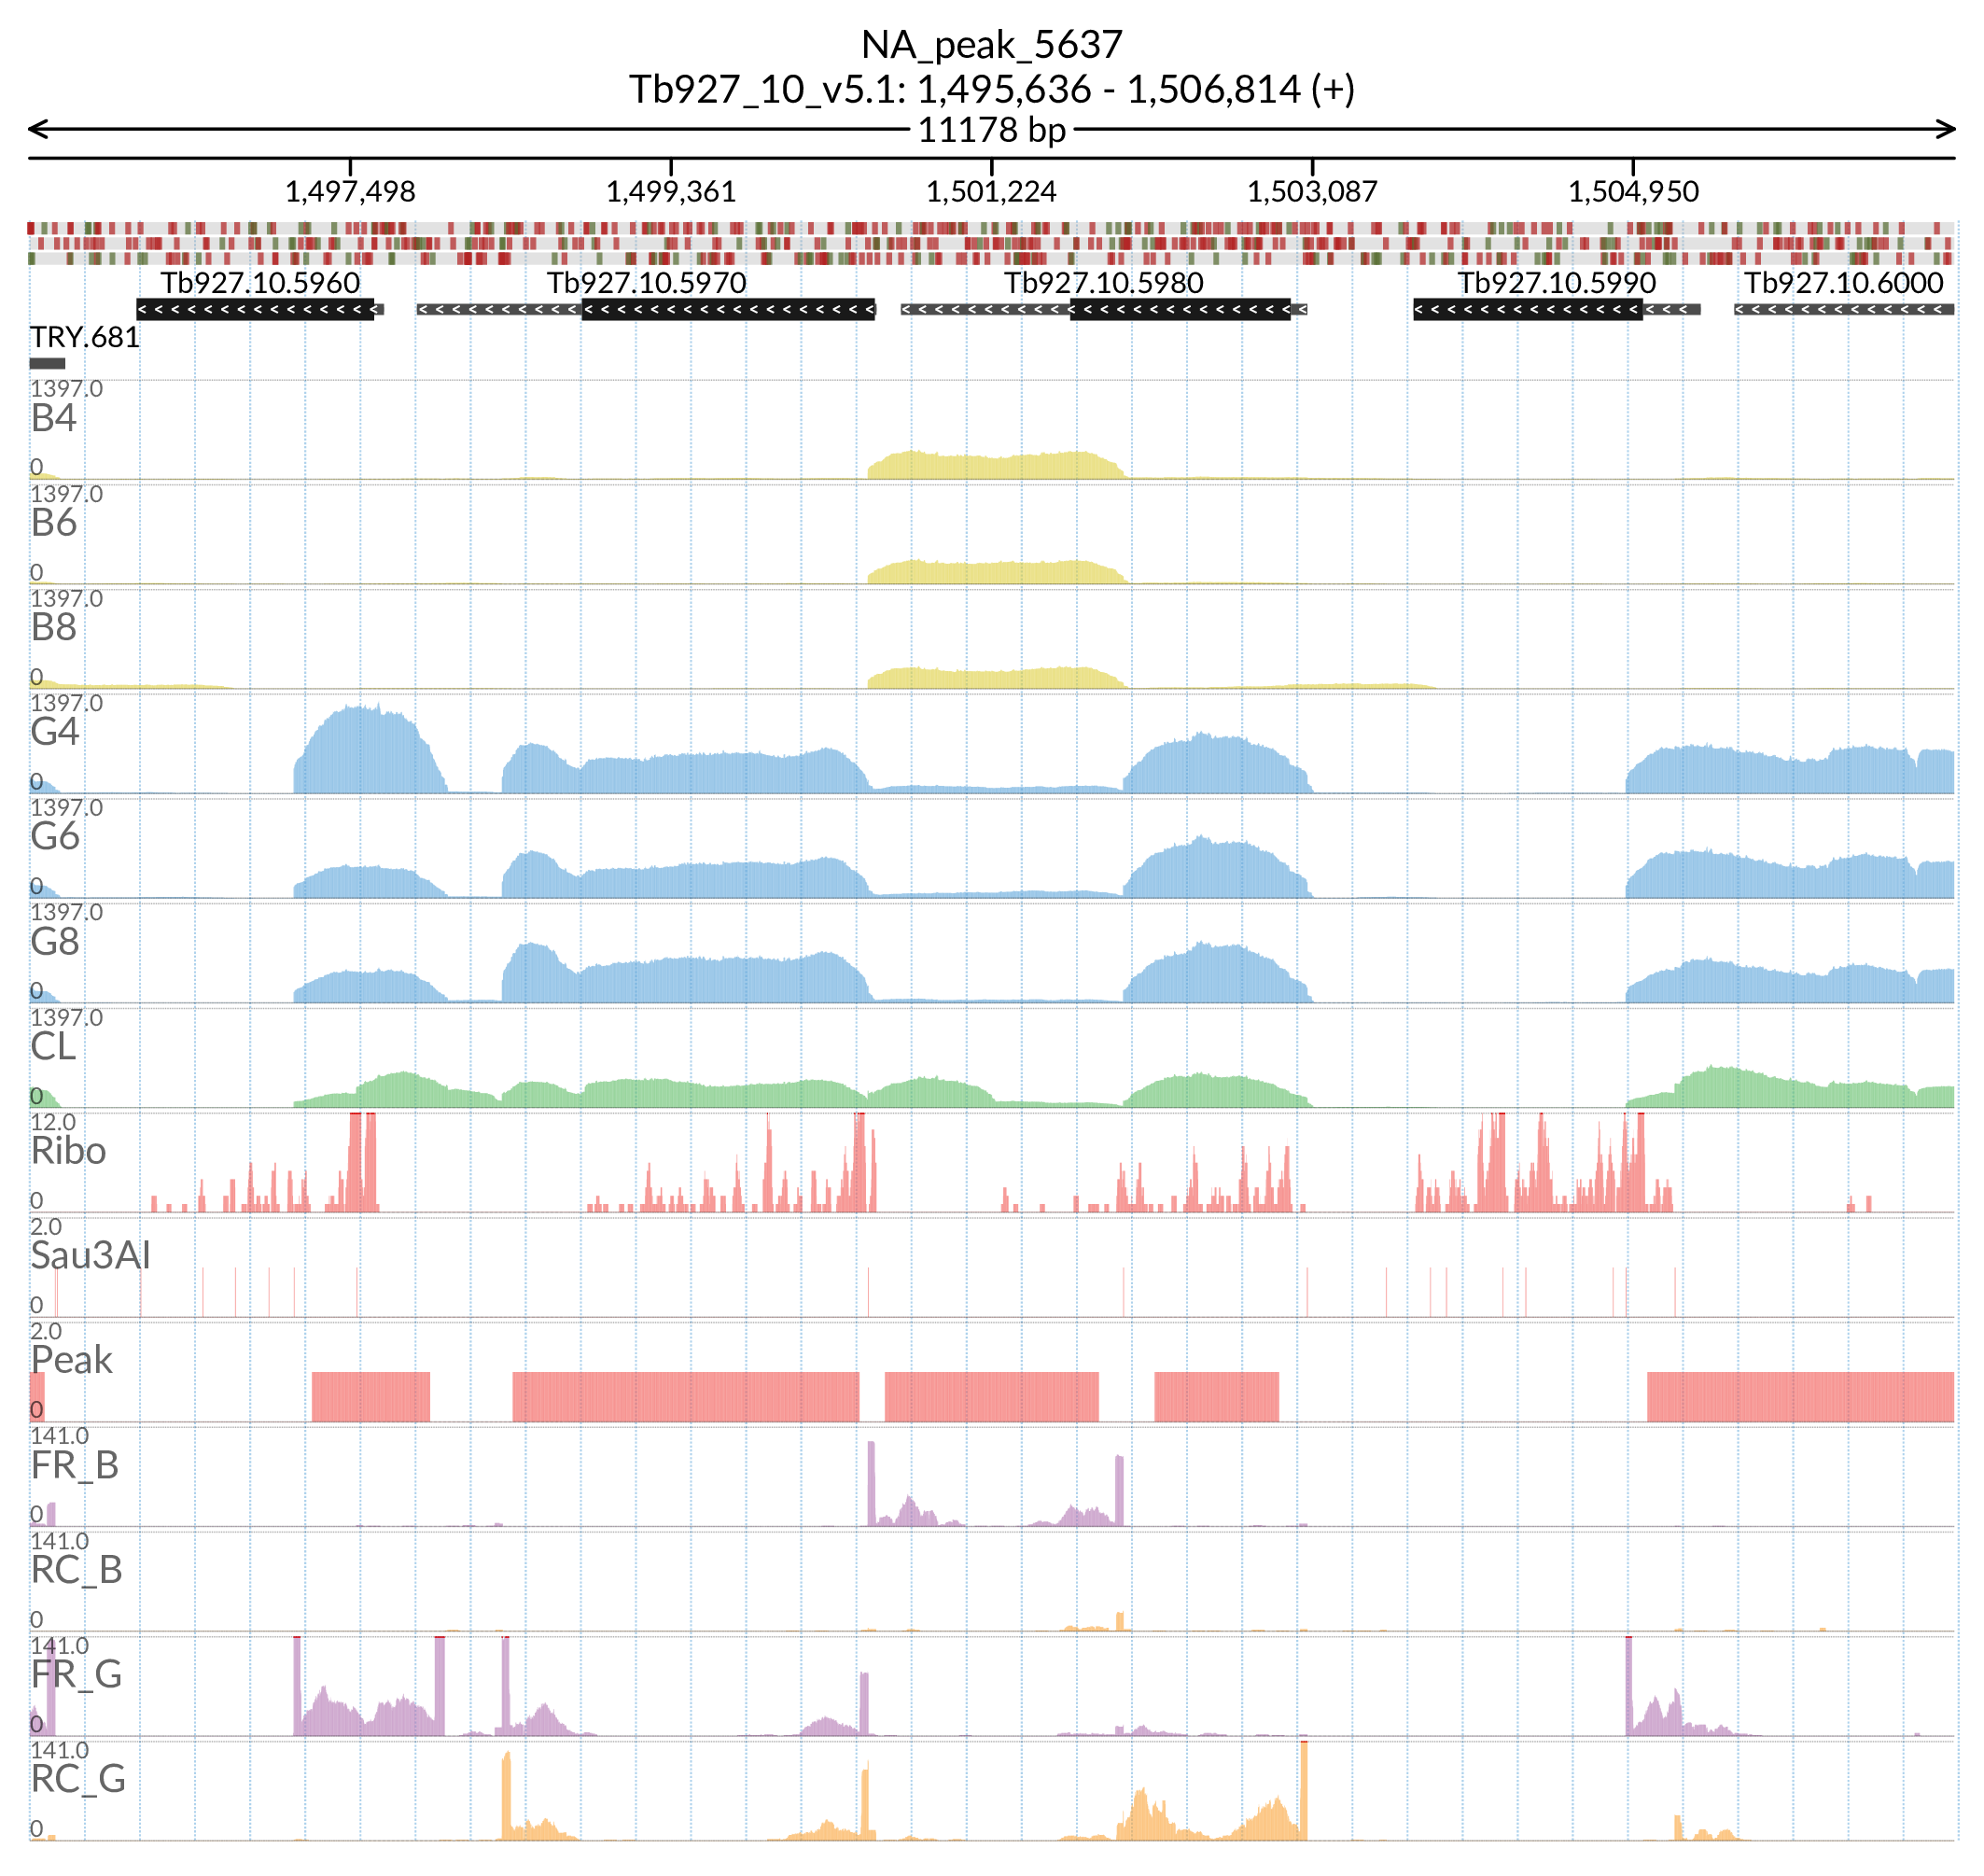 NA_peak_5637
Tb927_10_v5.1: 1,495,636 - 1,506,814 (+)
11178 bp
1,497,498 1,499,361 1,501,224 1,503,087 1,504,950
Tb927.10.5960 Tb927.10.5970 Tb927.10.5980 Tb927.10.5990 Tb927.10.6000
TRY.681
1397.0
B4
0
1397.0
B6
0
1397.0
B8
0
1397.0
G4
0
1397.0
G6
0
1397.0
G8
0
1397.0
CL
0
12.0
Ribo
0
2.0
Sau3AI
0
2.0
Peak
0
141.0
FR_B
0
141.0
RC_B
0
141.0
FR_G
0
141.0
RC_G
0